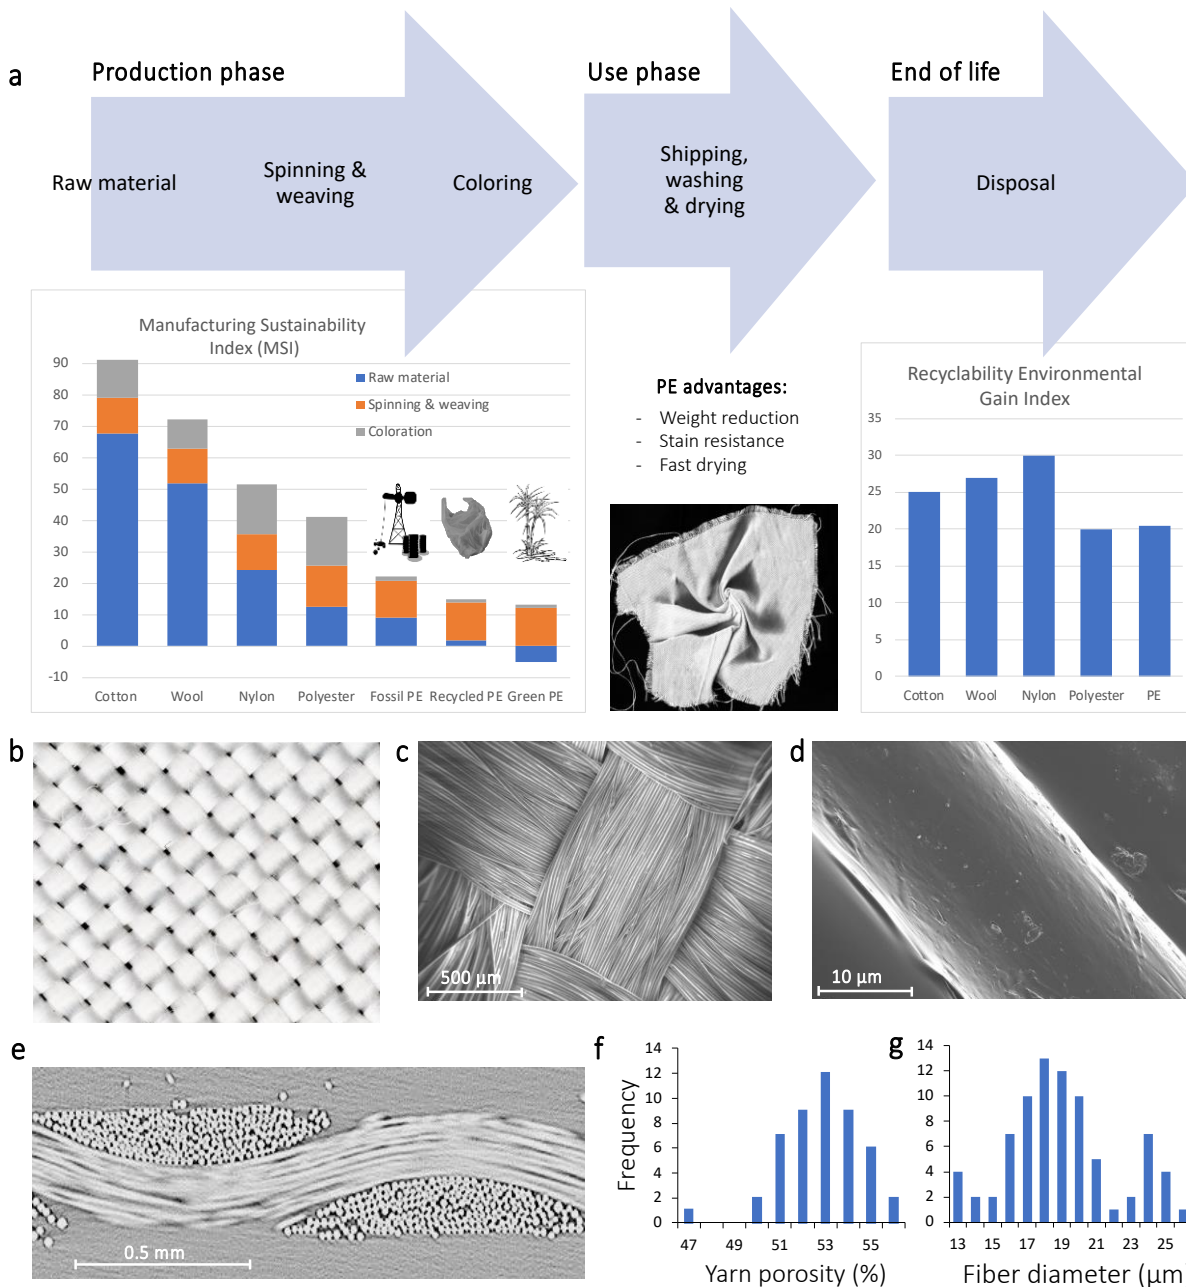 a
Production phase
Use phase
End of life
Raw material
Spinning &
weaving
Coloring
Shipping,
washing
& drying
Disposal
Manufacturing Sustainability
Index (MSI)
90
80
70
60
50
40
30
20
10
0
-10
Raw material
Spinning & weaving
Coloration
Cotton
Wool
Nylon
Polyester
Fossil PE
Recycled PE
Green PE
PE advantages:
- Weight reduction
- Stain resistance
- Fast drying
Recyclability Environmental
Gain Index
35
30
25
20
15
10
5
0
Cotton
Wool
Nylon
Polyester
PE
b
c
500 µm
d
10 µm
e
0.5 mm
f
Frequency
14
12
10
8
6
4
2
0
47
49
51
53
55
Yarn porosity (%)
g
14
12
10
8
6
4
2
0
13
15
17
19
21
23
25
Fiber diameter (µm